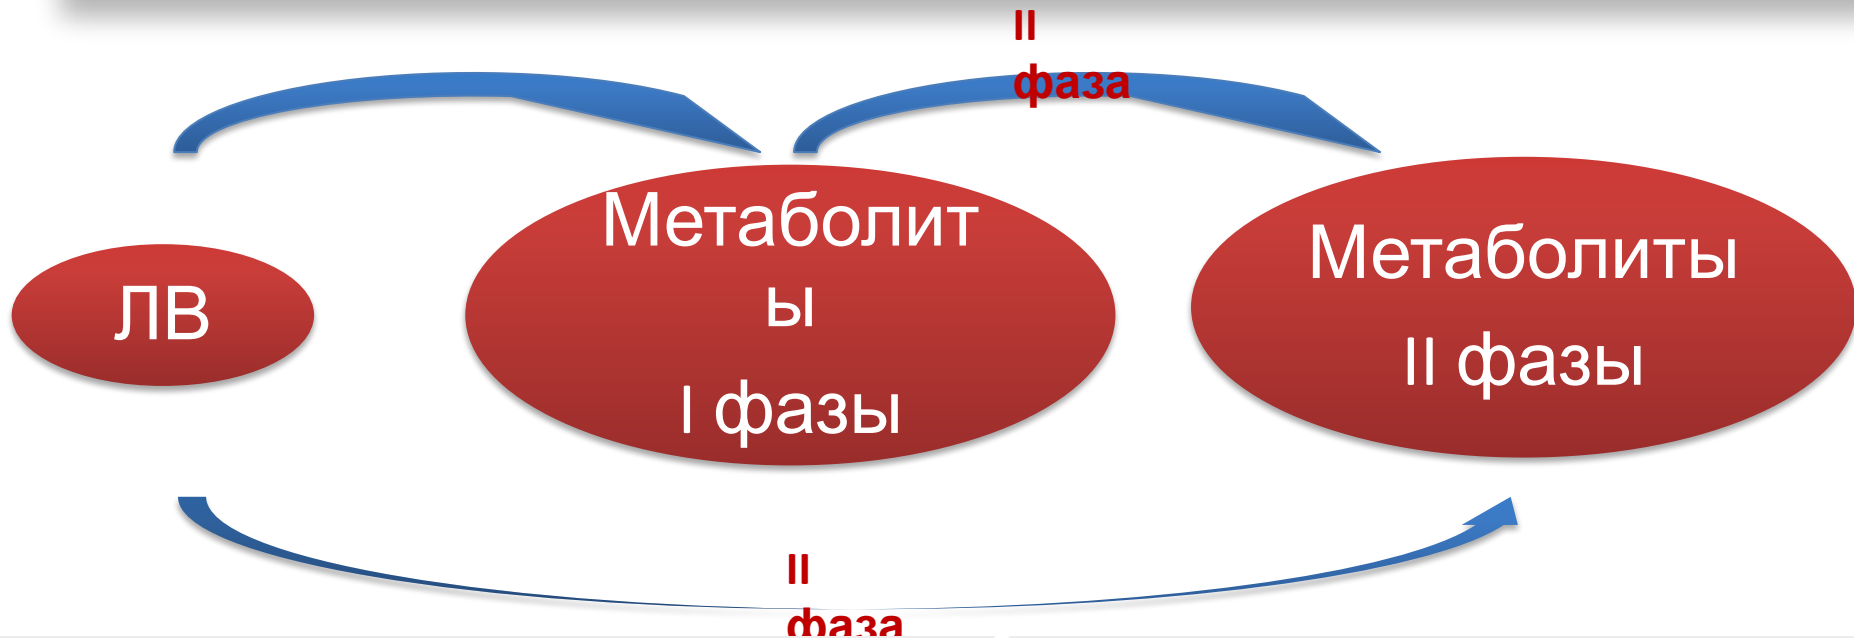 II
фаза
ЛВ
Метаболит
ы
I фазы
Метаболиты
II фазы
II
фаза